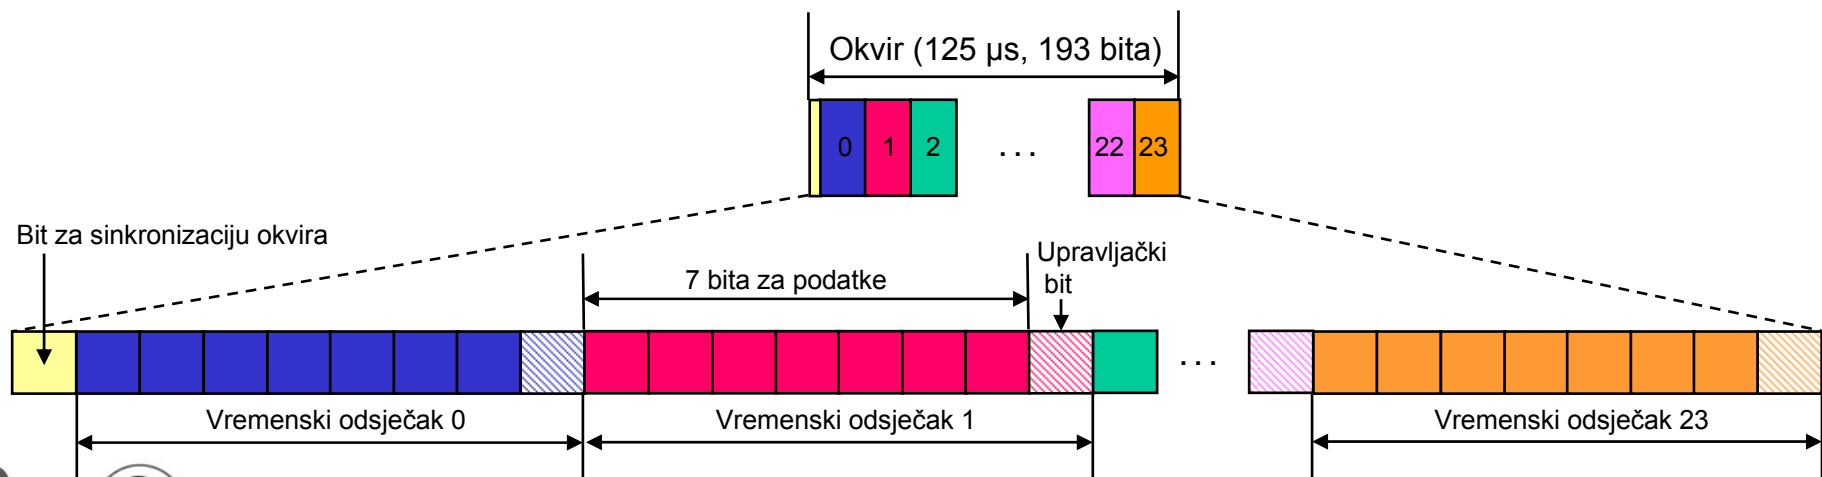 Okvir (125 µs, 193 bita)
0 1 2 ... 22 23
Bit za sinkronizaciju okvira
Upravljački
bit
7 bita za podatke
...
Vremenski odsječak 0
Vremenski odsječak 1
Vremenski odsječak 23